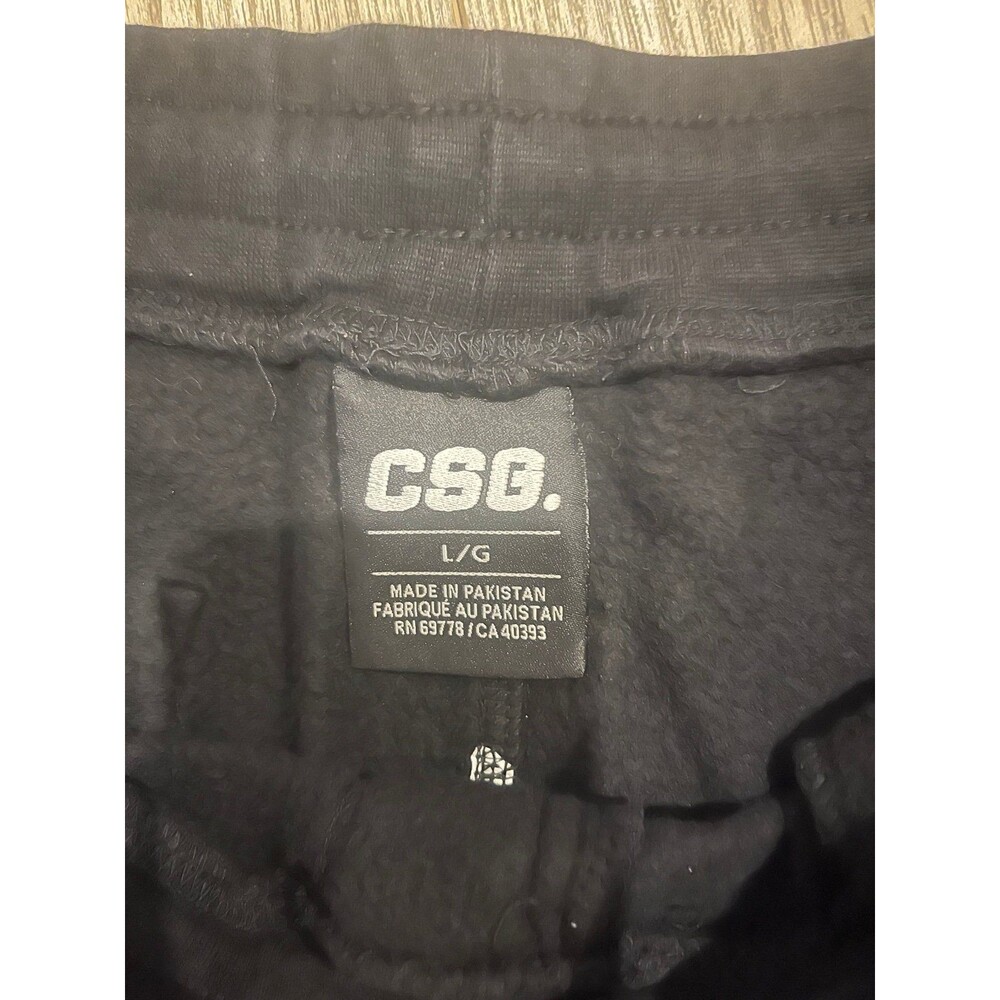 CSG.
L/G
MADE IN PAKISTAN
FABRIQUÉ AU PAKISTAN
RN 69778 / CA 40393